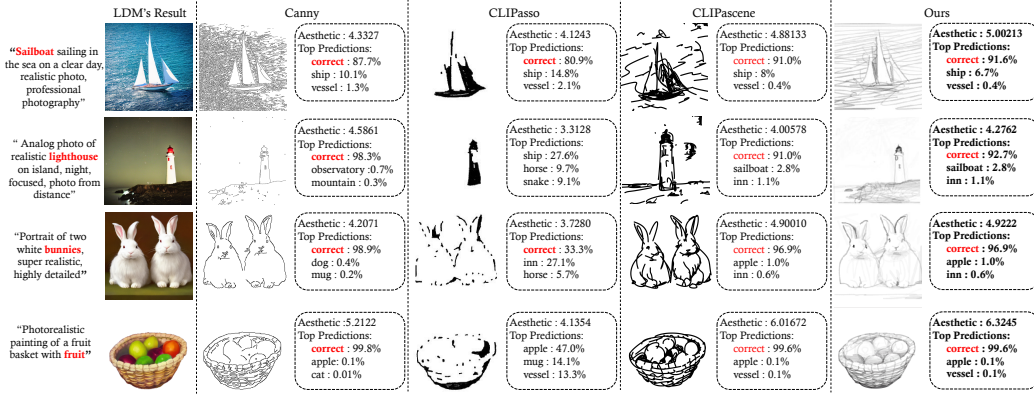 LDM's Result
Canny
CLIPasso
CLIPascene
Ours
“Sailboat sailing in
the sea on a clear day,
realistic photo,
professional
photography”
Aesthetic : 4.3327
Top Predictions:
correct : 87.7%
ship : 10.1%
vessel : 1.3%
Aesthetic : 4.1243
Top Predictions:
correct : 80.9%
ship : 14.8%
vessel : 2.1%
Aesthetic : 4.88133
Top Predictions:
correct : 91.0%
ship : 8%
vessel : 0.4%
Aesthetic : 5.00213
Top Predictions:
correct : 91.6%
ship : 6.7%
vessel : 0.4%
“ Analog photo of
realistic lighthouse
on island, night,
focused, photo from
distance”
Aesthetic : 4.5861
Top Predictions:
correct : 98.3%
observatory :0.7%
mountain : 0.3%
Aesthetic : 3.3128
Top Predictions:
ship : 27.6%
horse : 9.7%
snake : 9.1%
Aesthetic : 4.00578
Top Predictions:
correct : 91.0%
sailboat : 2.8%
inn : 1.1%
Aesthetic : 4.2762
Top Predictions:
correct : 92.7%
sailboat : 2.8%
inn : 1.1%
“Portrait of two
white bunnies,
super realistic,
highly detailed”
Aesthetic : 4.2071
Top Predictions:
correct : 98.9%
dog : 0.4%
mug : 0.2%
Aesthetic : 3.7280
Top Predictions:
correct : 33.3%
inn : 27.1%
horse : 5.7%
Aesthetic : 4.90010
Top Predictions:
correct : 96.9%
apple : 1.0%
inn : 0.6%
Aesthetic : 4.9222
Top Predictions:
correct : 96.9%
apple : 1.0%
inn : 0.6%
“Photorealistic
painting of a fruit
basket with fruit”
Aesthetic :5.2122
Top Predictions:
correct : 99.8%
apple: 0.1%
cat : 0.01%
Aesthetic : 4.1354
Top Predictions:
apple : 47.0%
mug : 14.1%
vessel : 13.3%
Aesthetic : 6.01672
Top Predictions:
correct : 99.6%
apple : 0.1%
vessel : 0.1%
Aesthetic : 6.3245
Top Predictions:
correct : 99.6%
apple : 0.1%
vessel : 0.1%